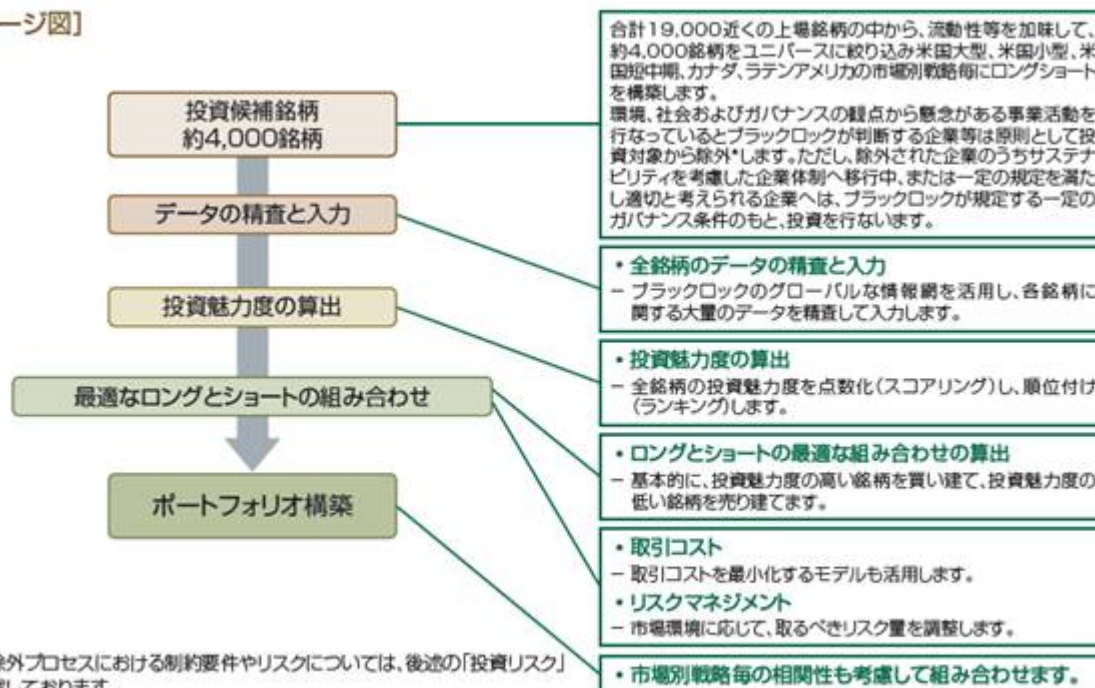 ージ図]
投資候補銘柄
約4,000銘柄
データの精査と入力
投資魅力度の算出
最適なロングとショートの組み合わせ
ポートフォリオ構築
合計19,000近くの上場銘柄の中から、流動性等を加味して、
約4,000銘柄をユニバースに絞り込み米国大型、米国小型、米
国短中期、カナダ、ラテンアメリカの市場別戦略毎にロングショート
を構築します。
環境、社会およびガバナンスの観点から懸念がある事業活動を
行なっているとブラックロックが判断する企業等は原則として投
資対象から除外*します。ただし、除外された企業のうちサステナ
ビリティを考慮した企業体制へ移行中、または一定の規定を満た
し適切と考えられる企業へは、ブラックロックが規定する一定の
ガバナンス条件のもと、投資を行ないます。
・全銘柄のデータの精査と入力
− ブラックロックのグローバルな情報網を活用し、各銘柄に
関する大量のデータを精査して入力します。
・投資魅力度の算出
− 全銘柄の投資魅力度を点数化(スコアリング)し、順位付け
(ランキング)します。
・ロングとショートの最適な組み合わせの算出
− 基本的に、投資魅力度の高い銘柄を買い建て、投資魅力度の
低い銘柄を売り建てます。
・取引コスト
− 取引コストを最小化するモデルも活用します。
・リスクマネジメント
− 市場環境に応じて、取るべきリスク量を調整します。
・市場別戦略毎の相関性も考慮して組み合わせます。
除外プロセスにおける制約要件やリスクについては、後述の「投資リスク」
しております。